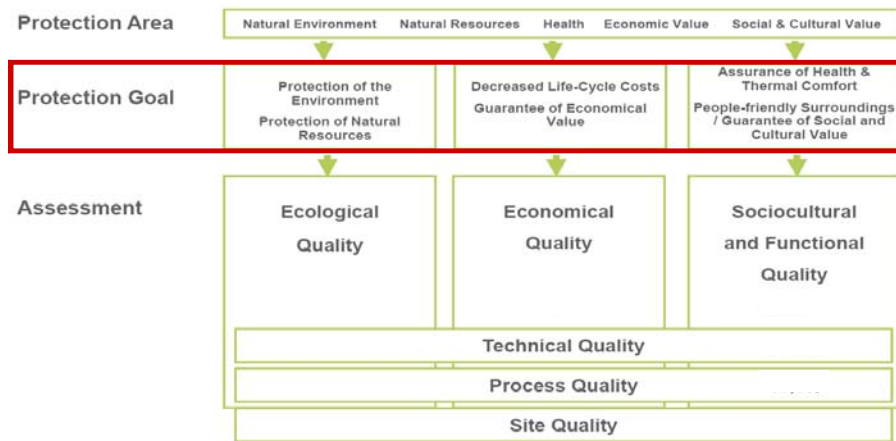 Protection Area
Natural Environment Natural Resources Health Economic Value Social & Cultural Value
Protection Goal
Protection of the
Environment
Protection of Natural
Resources
Decreased Life-Cycle Costs
Guarantee of Economical
Value
Assurance of Health &
Thermal Comfort
People-friendly Surroundings
/ Guarantee of Social and
Cultural Value
Assessment
Ecological
Quality
Economical
Quality
Sociocultural
and Functional
Quality
Technical Quality
Process Quality
Site Quality